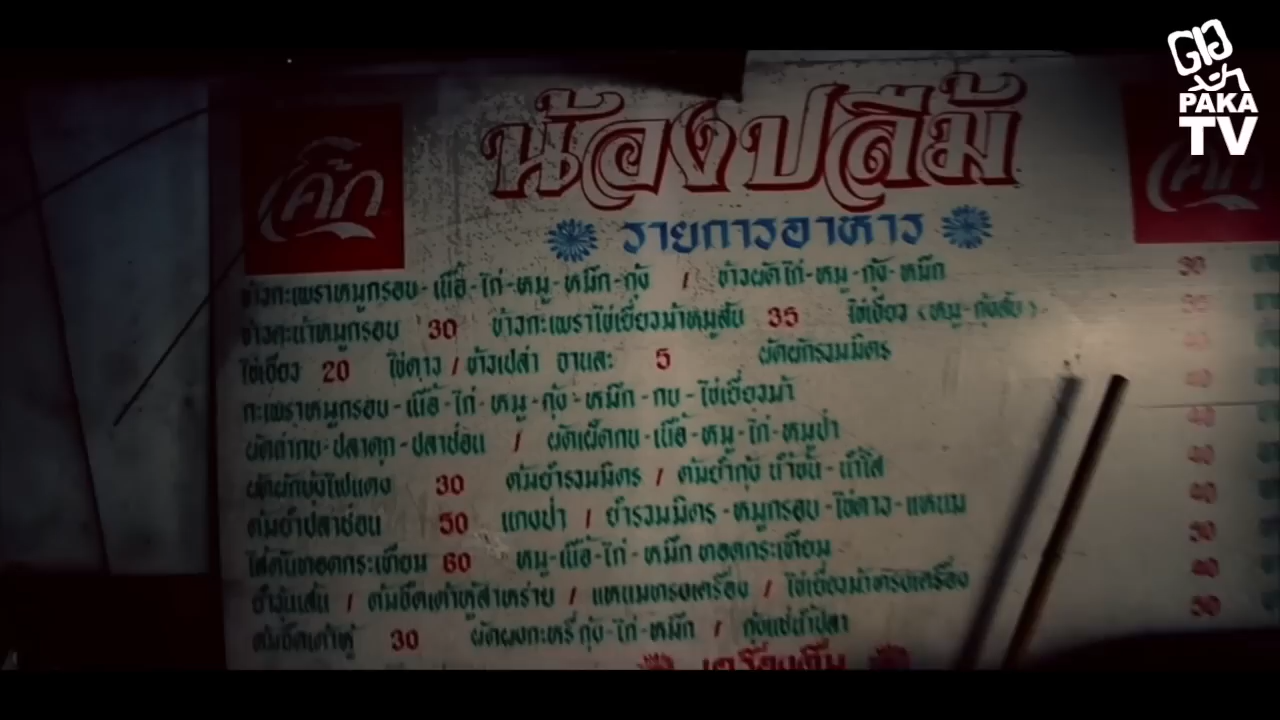 PAKA
TV
โค้ก
น้องปลื้ม
รายการอาหาร
ข้าวกะเพราหมูกรอบ-เนื้อ-ไก่-หมู-หมึก-กุ้ง / ข้าวผัดไก่-หมู-กุ้ง-หมึก 30
ข้าวคะน้าหมูกรอบ 30 ข้าวกะเพราไข่เยี่ยวม้าหมูสับ 35 ไข่เจียว (หมู-กุ้งสับ) 35
ไข่เจียว 20 ไข่ดาว / ข้าวเปล่า จานละ 5 ผัดผักรวมมิตร
กะเพราหมูกรอบ-เนื้อ-ไก่-หมู-กุ้ง-หมึก-กบ-ไข่เยี่ยวม้า 40
ผัดฉ่ากบ-ปลาดุก-ปลาช่อน / ผัดเผ็ดกบ-เนื้อ-หมู-ไก่-หมูป่า 40
ผัดผักบุ้งไฟแดง 30 ต้มยำรวมมิตร / ต้มยำกุ้ง น้ำข้น-น้ำใส
ต้มยำปลาช่อน 50 แกงป่า / ยำรวมมิตร-หมูกรอบ-ไข่ดาว-แหนม
ไส้ตันทอดกระเทียม 60 หมู-เนื้อ-ไก่-หมึก ทอดกระเทียม
ยำวุ้นเส้น / ต้มจืดเต้าหู้สาหร่าย / แหนมทรงเครื่อง / ไข่เยี่ยวม้าทรงเครื่อง
ต้มจืดเต้าหู้ 30 ผัดผงกะหรี่กุ้ง-ไก่-หมึก / กุ้งแช่น้ำปลา
เครื่องดื่ม